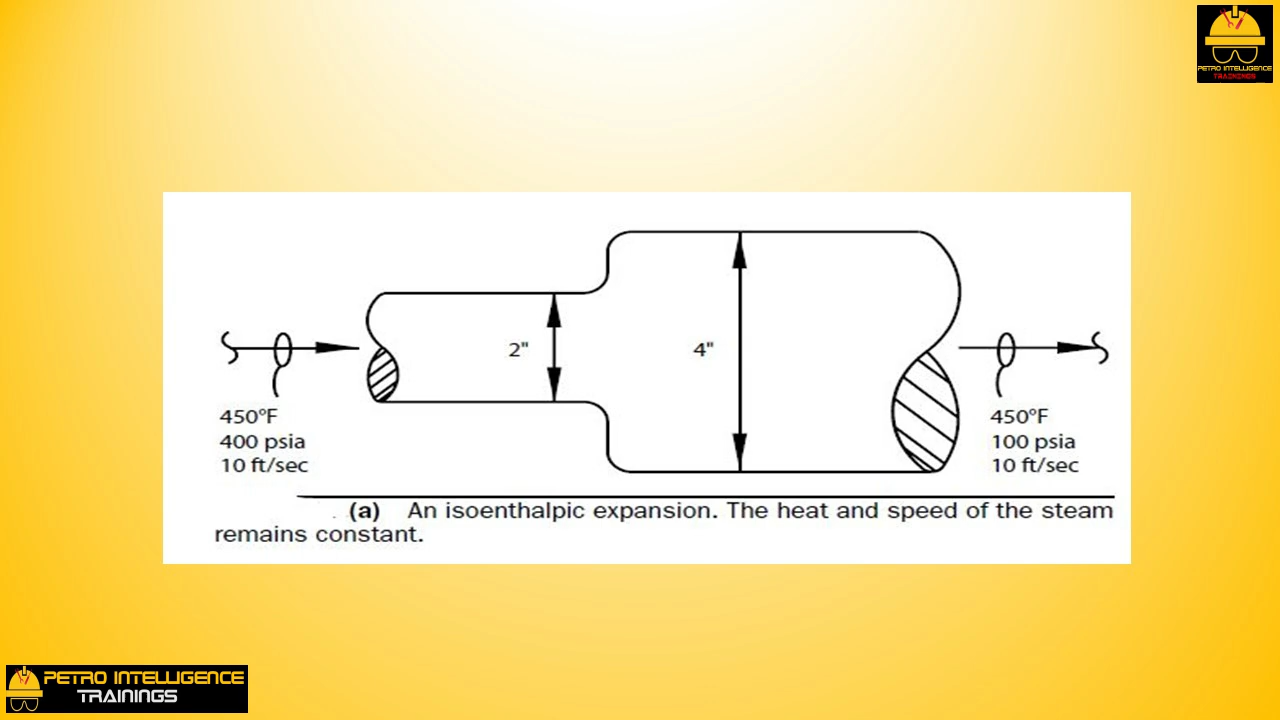 PETRO INTELLIGENCE
TRAININGS
2"
4"
450°F
400 psia
10 ft/sec
450°F
100 psia
10 ft/sec
(a) An isoenthalpic expansion. The heat and speed of the steam
remains constant.
PETRO INTELLIGENCE
TRAININGS